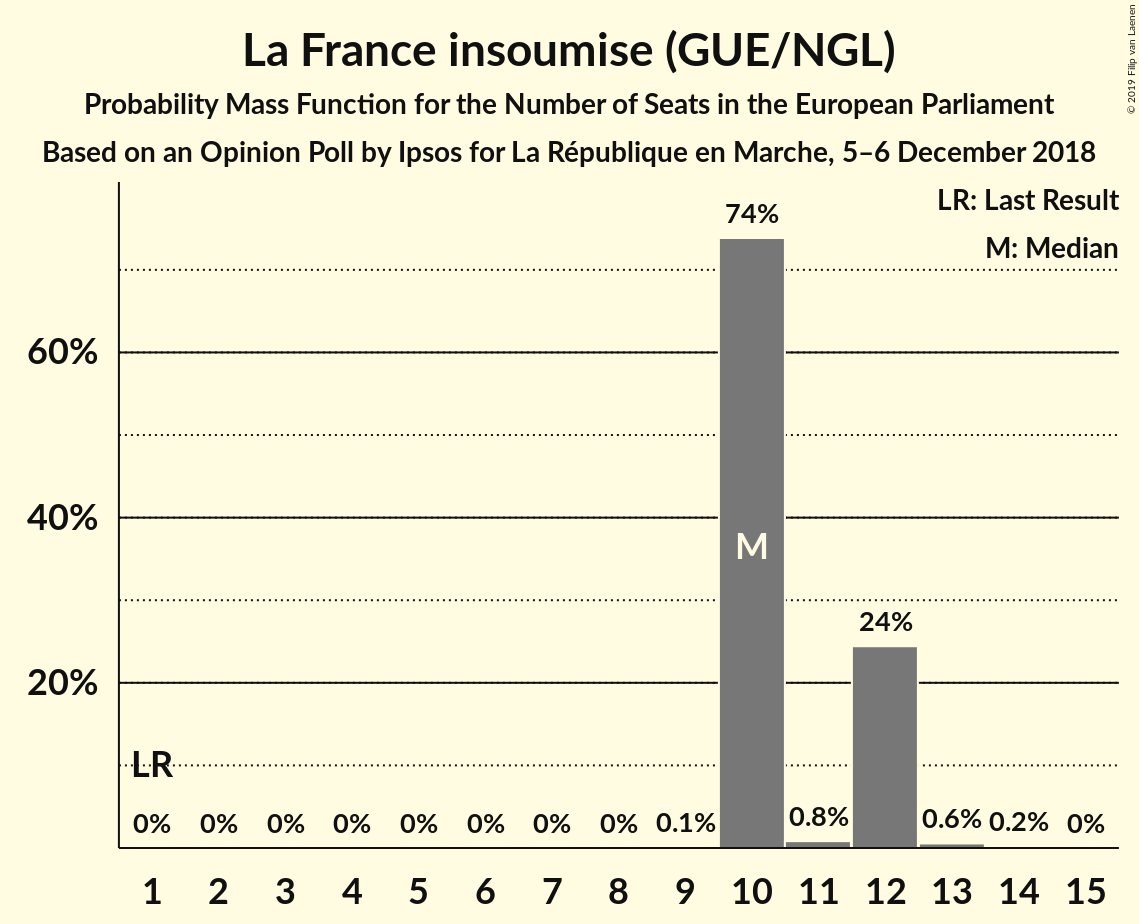 La France insoumise (GUE/NGL)
Probability Mass Function for the Number of Seats in the European Parliament
Based on an Opinion Poll by Ipsos for La République en Marche, 5–6 December 2018
© 2019 Filip van Laenen
LR: Last Result
M: Median
74%
60%
40%
M
24%
20%
LR
0% 0% 0% 0% 0% 0% 0% 0% 0.1% 0.8% 0.6% 0.2% 0%
1 2 3 4 5 6 7 8 9 10 11 12 13 14 15